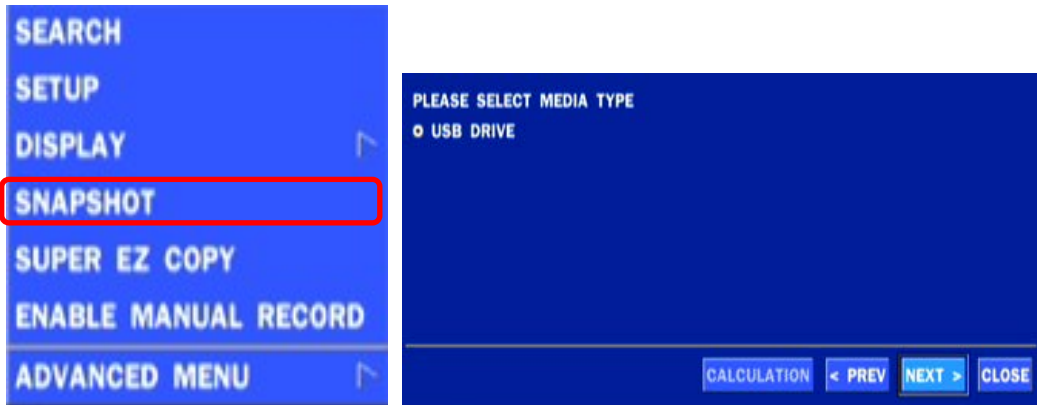 SEARCH
SETUP
DISPLAY
SNAPSHOT
SUPER EZ COPY
ENABLE MANUAL RECORD
ADVANCED MENU
PLEASE SELECT MEDIA TYPE
USB DRIVE
CALCULATION < PREV NEXT > CLOSE